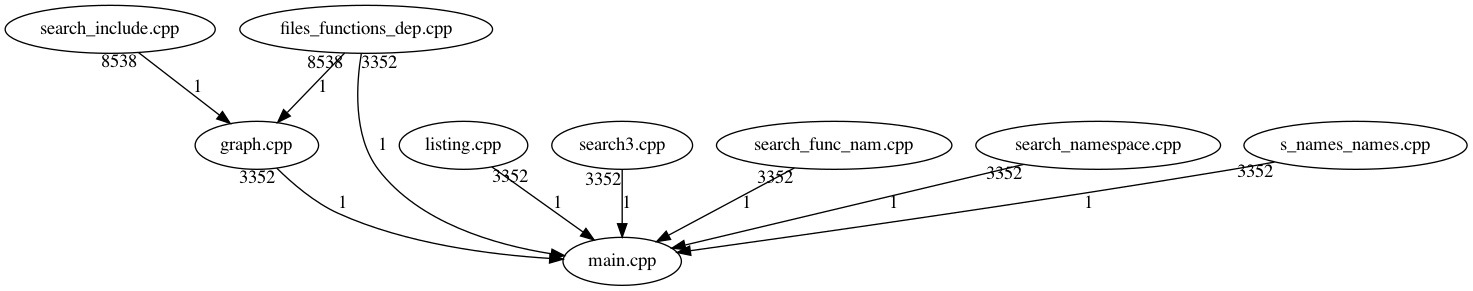 search_include.cpp
files_functions_dep.cpp
8538
8538
3352
1
1
graph.cpp
1
listing.cpp
search3.cpp
search_func_nam.cpp
search_namespace.cpp
s_names_names.cpp
3352
3352
3352
3352
3352
3352
1
1
1
1
1
1
main.cpp